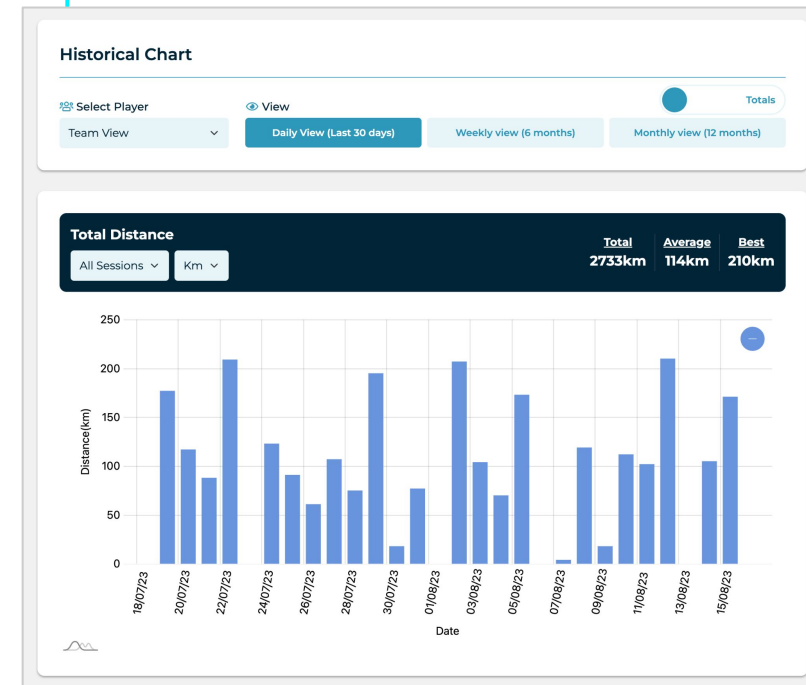 Historical Chart
Select Player
View
Totals
Team View
Daily View (Last 30 days)
Weekly view (6 months)
Monthly view (12 months)
Total Distance
All Sessions
Km
Total
Average
Best
2733km
114km
210km
250
200
150
100
50
0
Distance(km)
18/07/23
20/07/23
22/07/23
24/07/23
26/07/23
28/07/23
30/07/23
01/08/23
03/08/23
05/08/23
07/08/23
09/08/23
11/08/23
13/08/23
15/08/23
Date